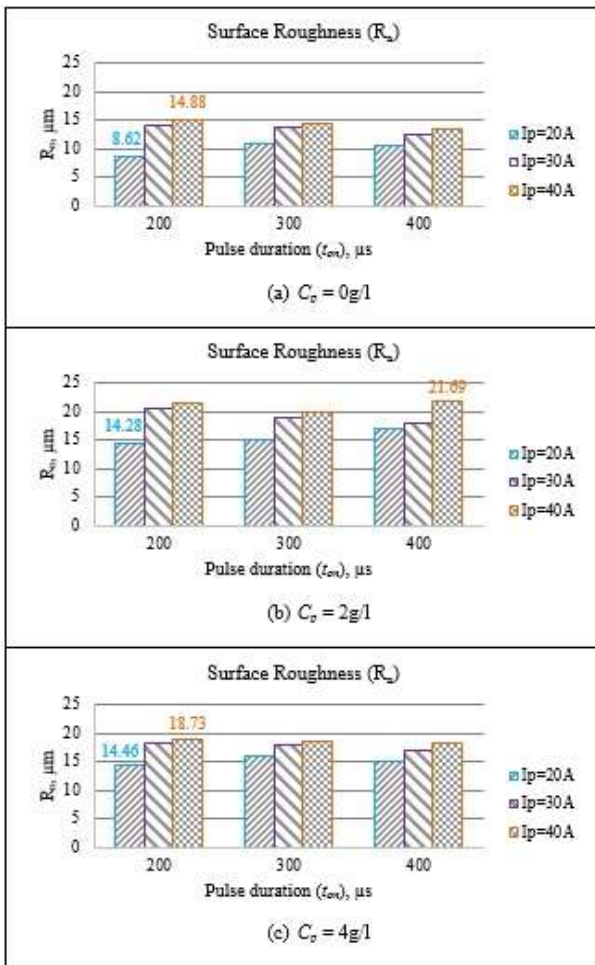 Surface Roughness (Ra)
25
20
15
10
5
0
Ra, µm
8.62
14.88
200 300 400
Pulse duration (ton), µs
Ip=20A
Ip=30A
Ip=40A
(a) Cp = 0g/l
Surface Roughness (Ra)
25
20
15
10
5
0
Ra, µm
14.28
21.69
200 300 400
Pulse duration (ton), µs
Ip=20A
Ip=30A
Ip=40A
(b) Cp = 2g/l
Surface Roughness (Ra)
25
20
15
10
5
0
Ra, µm
14.46
18.73
200 300 400
Pulse duration (ton), µs
Ip=20A
Ip=30A
Ip=40A
(c) Cp = 4g/l